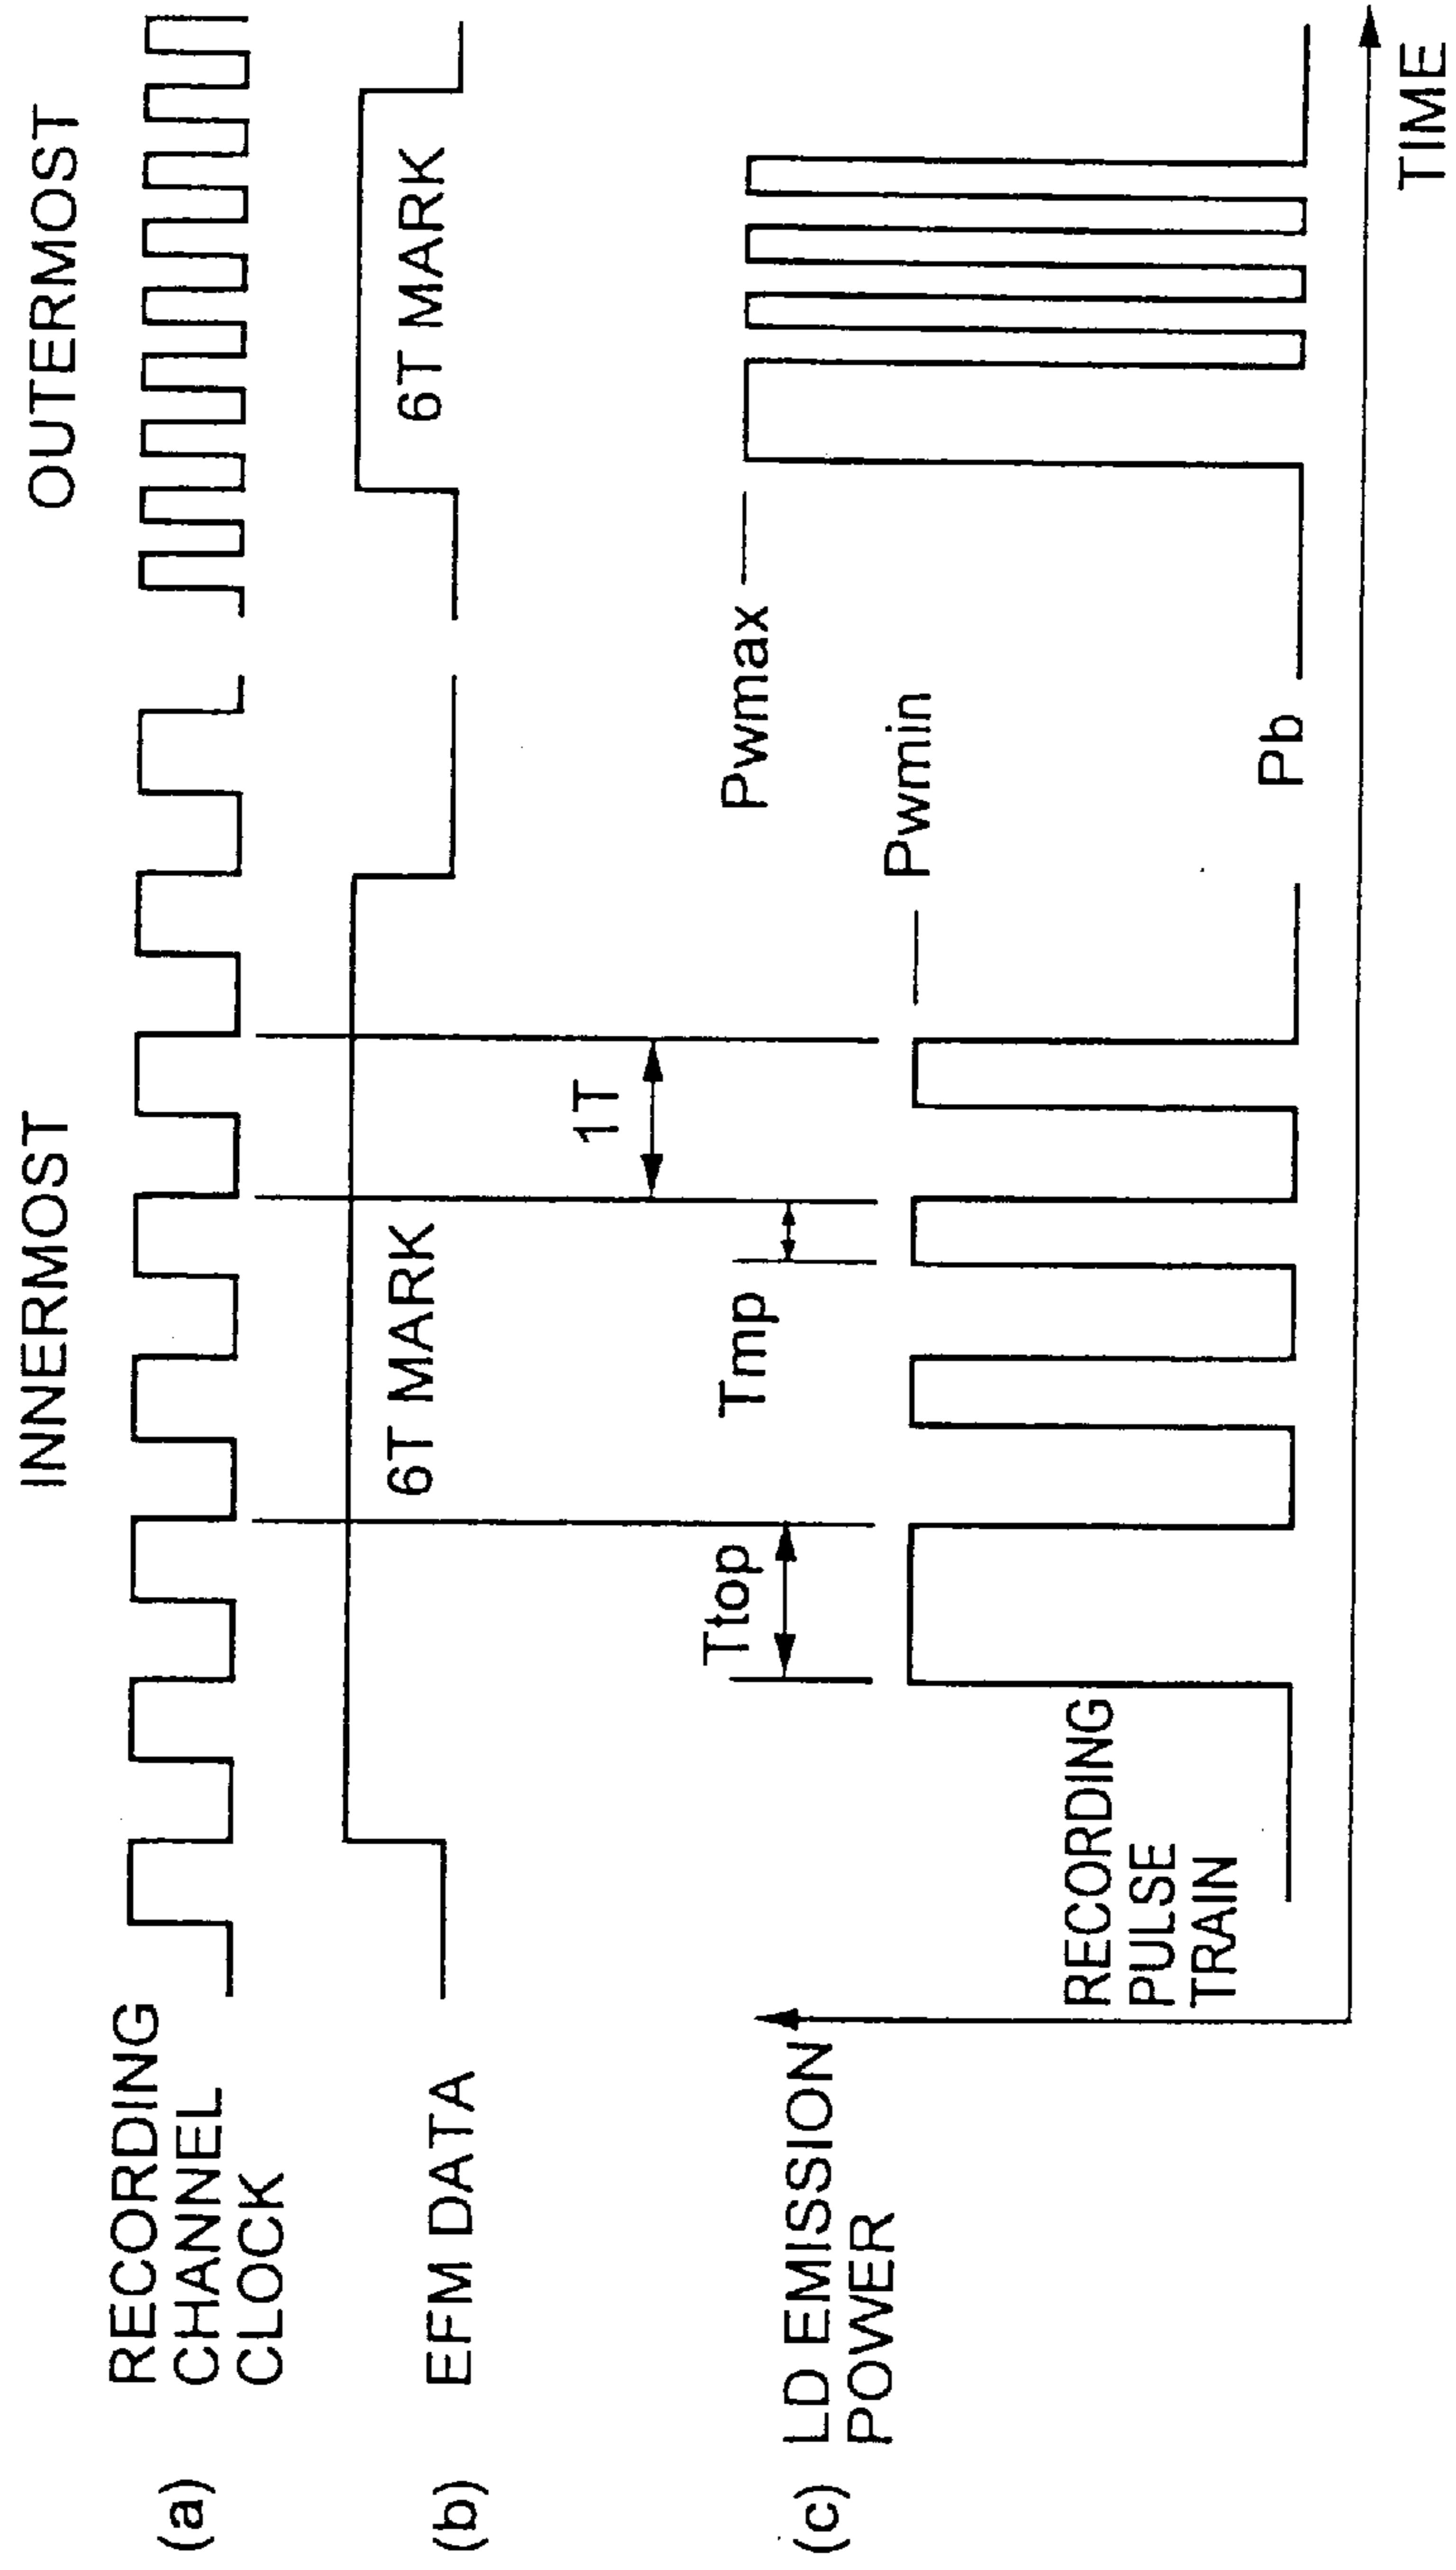 INNERMOST
OUTERMOST
(a)
RECORDING
CHANNEL
CLOCK
(b)
EFM DATA
6T MARK
6T MARK
1T
Ttop
Tmp
Pwmax
Pwmin
Pb
(c)
LD EMISSION
POWER
RECORDING
PULSE
TRAIN
TIME